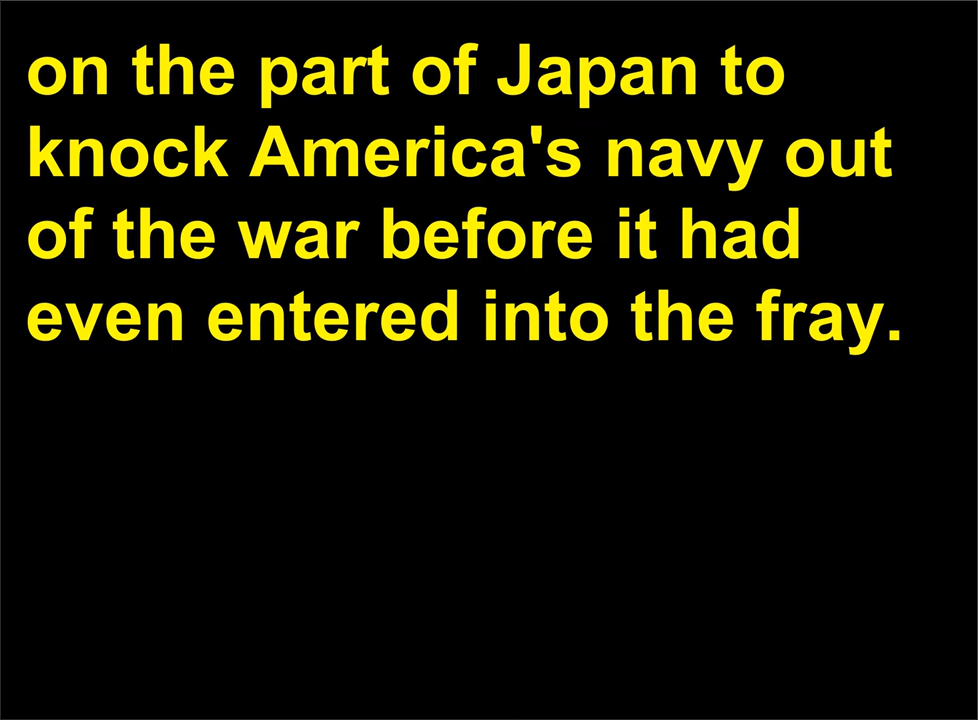 on the part of Japan to
knock America's navy out
of the war before it had
even entered into the fray.